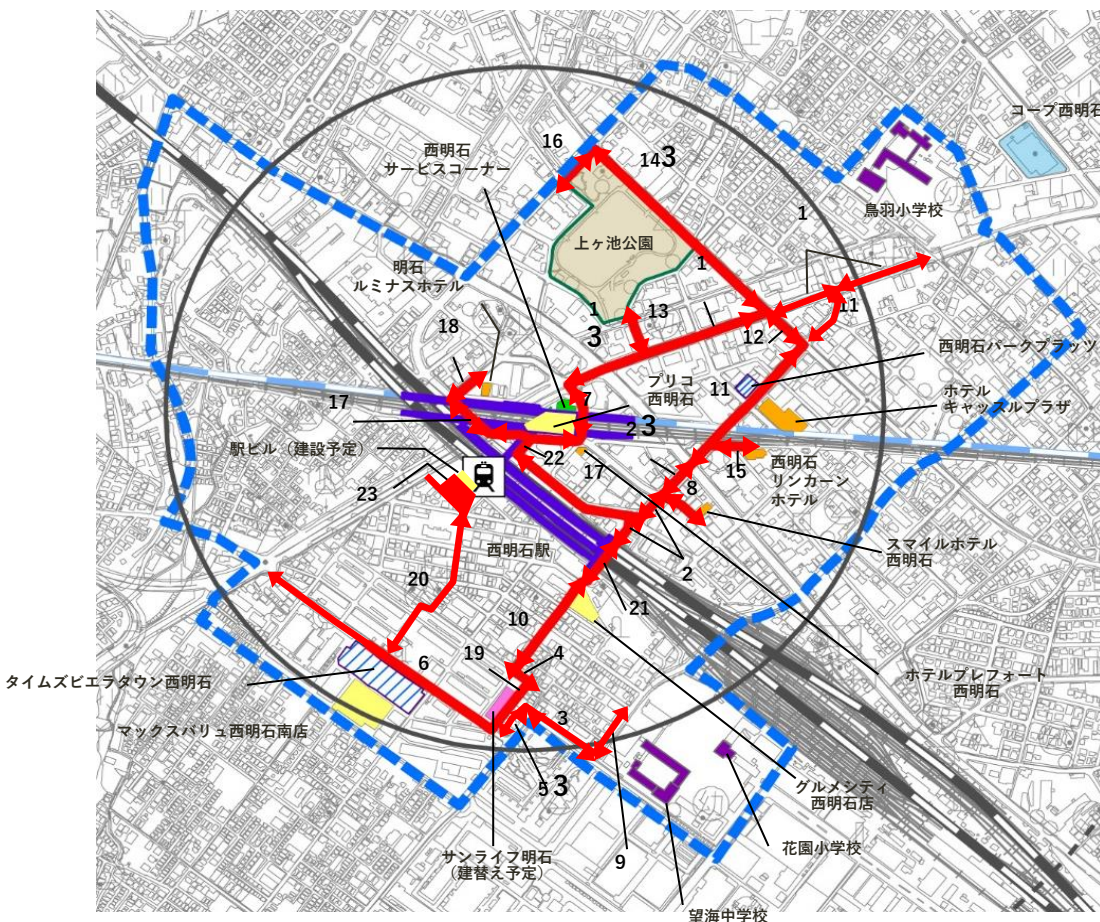 コープ西明石
16
143
西明石
サービスコーナー
鳥羽小学校
1
上ヶ池公園
1
明石
ルミナスホテル
1
13
11
3
18
12
西明石パークプラッツ
プリコ
西明石
11
ホテル
キャッスルプラザ
17
7
23
駅ビル（建設予定）
22
17
15
西明石
リンカーン
ホテル
23
8
西明石駅
スマイルホテル
西明石
2
20
21
10
19
4
6
タイムズビエラタウン西明石
ホテルプレフォート
西明石
マックスバリュ西明石南店
3
5 3
グルメシティ
西明石店
サンライフ明石
（建替え予定）
9
花園小学校
望海中学校